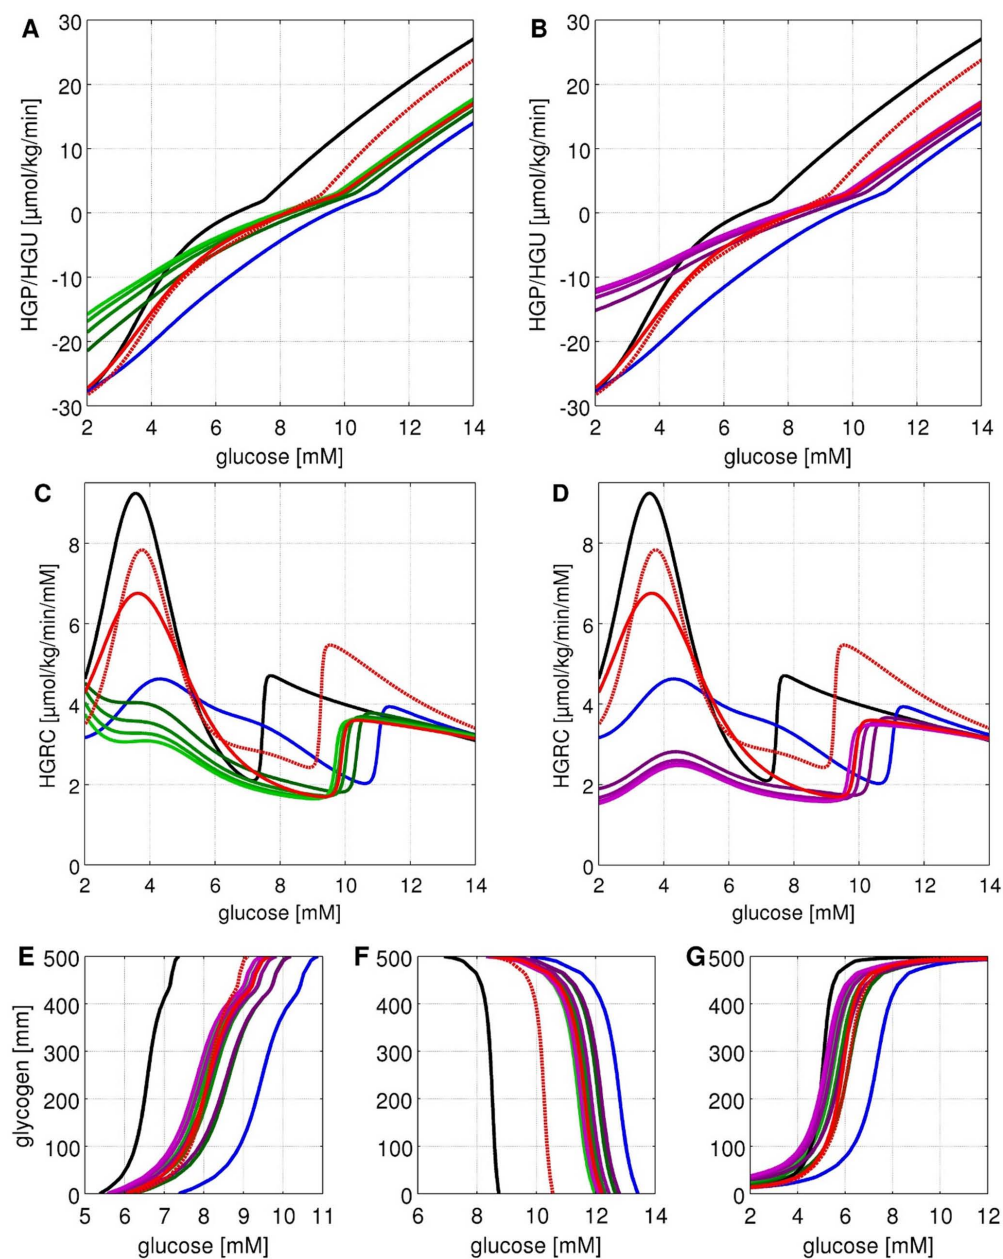 A
B
30
20
10
0
-10
-20
-30
HGP/HGU [µmol/kg/min]
2 4 6 8 10 12 14
glucose [mM]
30
20
10
0
-10
-20
-30
HGP/HGU [µmol/kg/min]
2 4 6 8 10 12 14
glucose [mM]
C
D
8
6
4
2
0
HGRC [µmol/kg/min/mM]
2 4 6 8 10 12 14
glucose [mM]
8
6
4
2
0
HGRC [µmol/kg/min/mM]
2 4 6 8 10 12 14
glucose [mM]
E
500
400
300
200
100
0
glycogen [mm]
5 6 7 8 9 10 11
glucose [mM]
F
500
400
300
200
100
0
6 8 10 12 14
glucose [mM]
G
500
400
300
200
100
0
2 4 6 8 10 12
glucose [mM]